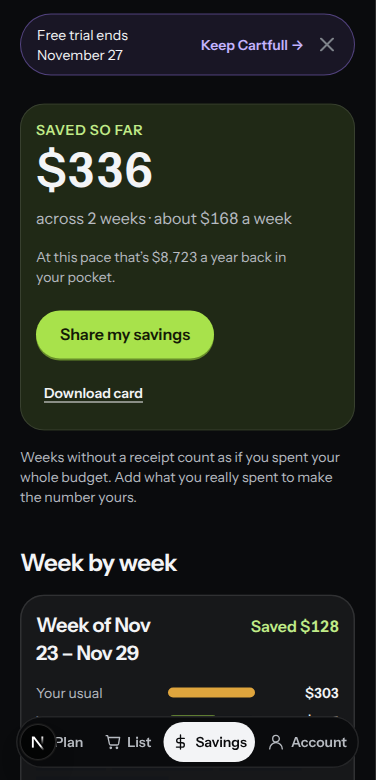 Free trial ends
November 27
Keep Cartfull →
SAVED SO FAR
$336
across 2 weeks · about $168 a week
At this pace that's $8,723 a year back in
your pocket.
Share my savings
Download card
Weeks without a receipt count as if you spent your
whole budget. Add what you really spent to make
the number yours.
Week by week
Week of Nov
23 – Nov 29
Saved $128
Your usual
$303
N
Plan
List
$ Savings
Account